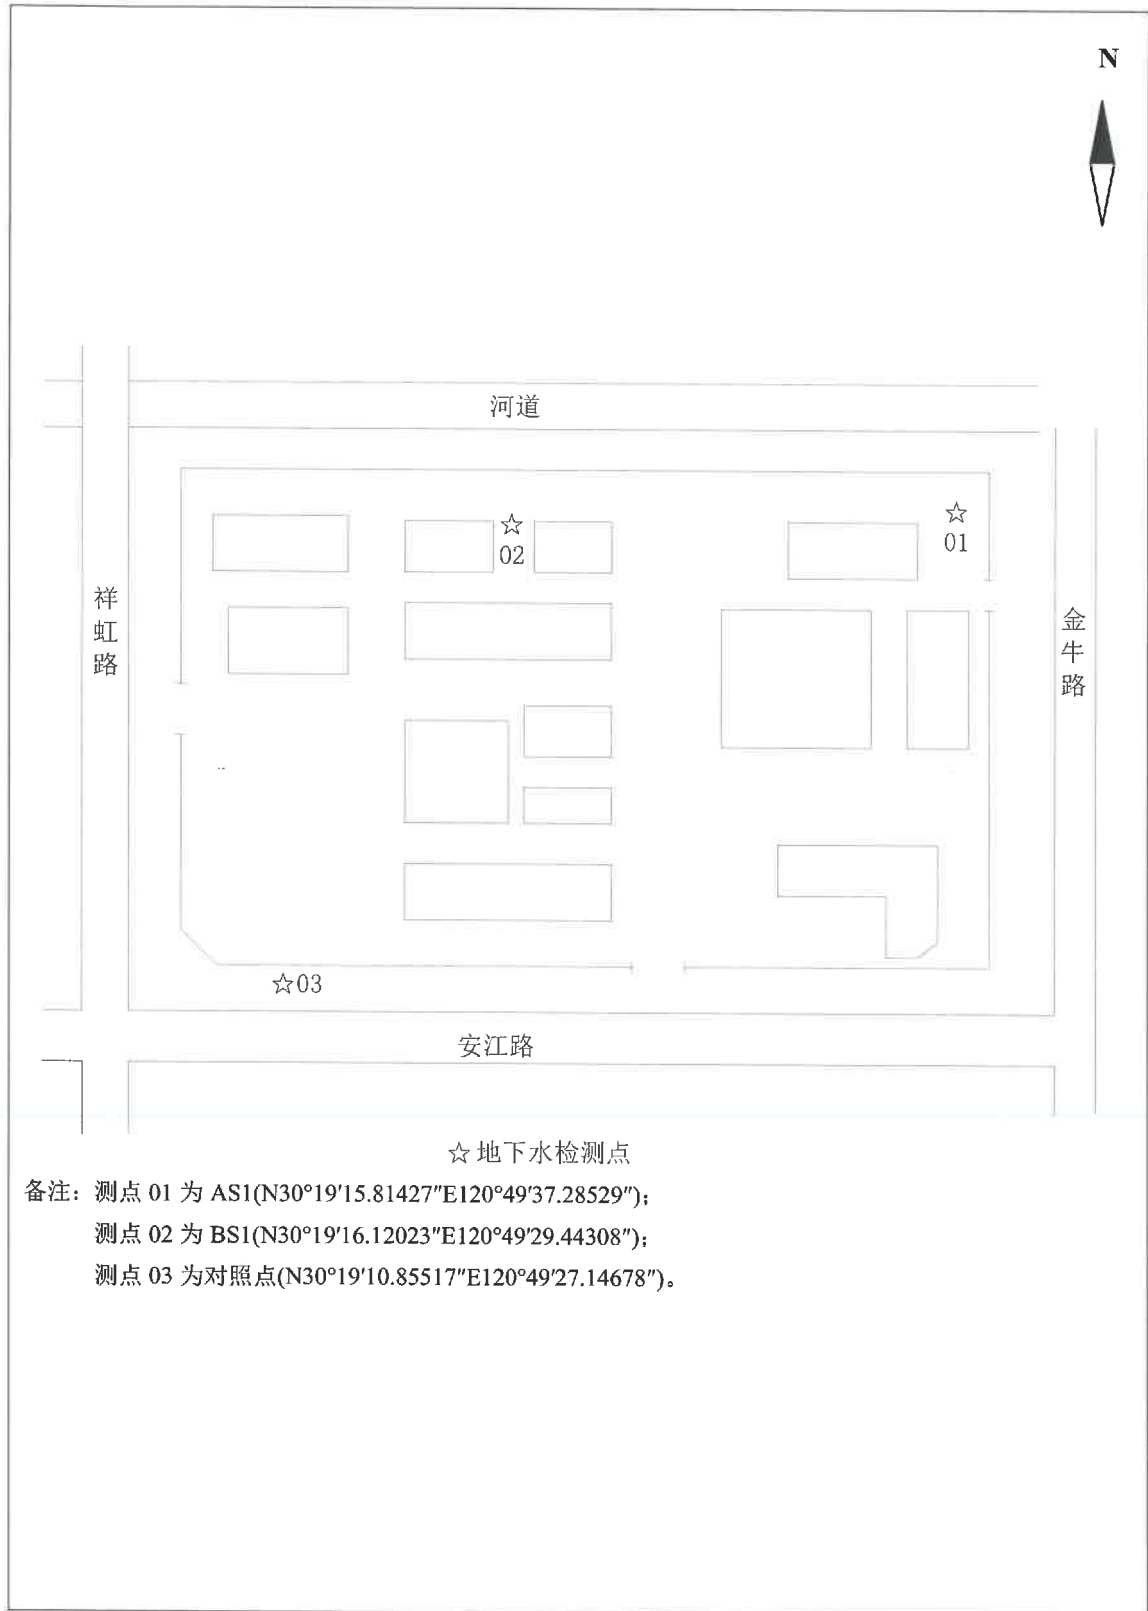 N
河道
☆
01
☆
02
祥虹路
金牛路
☆03
安江路
☆地下水检测点
备注：测点 01 为 AS1(N30°19′15.81427″E120°49′37.28529″)；
测点 02 为 BS1(N30°19′16.12023″E120°49′29.44308″)；
测点 03 为对照点(N30°19′10.85517″E120°49′27.14678″)。